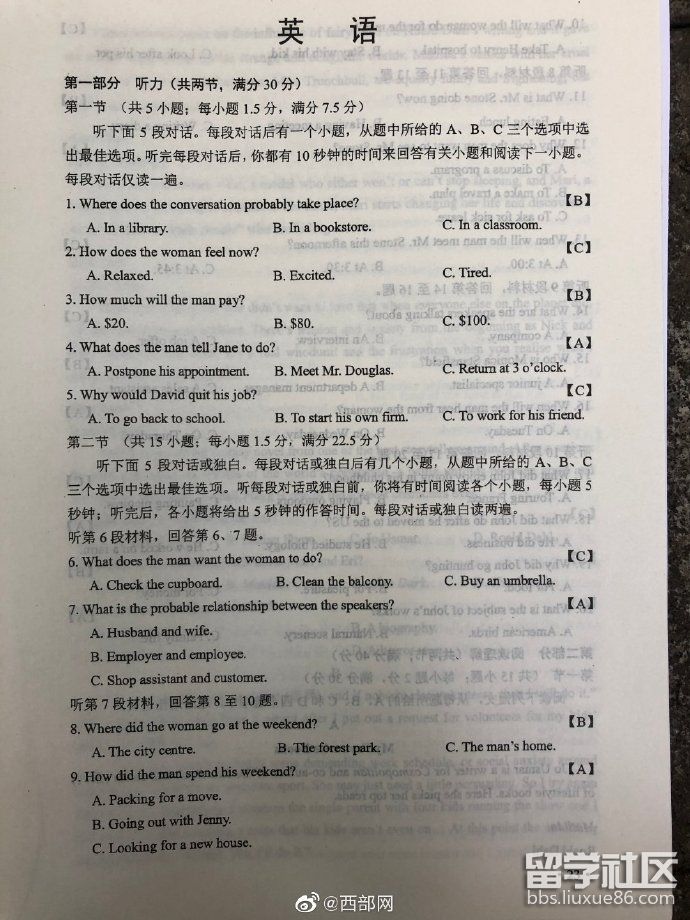 英 语
第一部分 听力（共两节，满分 30 分）
第一节 （共 5 小题；每小题 1.5 分，满分 7.5 分）
听下面 5 段对话。每段对话后有一个小题，从题中所给的 A、B、C 三个选项中选
出最佳选项。听完每段对话后，你都有 10 秒钟的时间来回答有关小题和阅读下一小题。
每段对话仅读一遍。
1. Where does the conversation probably take place? 【B】
A. In a library. B. In a bookstore. C. In a classroom.
2. How does the woman feel now? 【C】
A. Relaxed. B. Excited. C. Tired.
3. How much will the man pay? 【B】
A. $20. B. $80. C. $100.
4. What does the man tell Jane to do? 【A】
A. Postpone his appointment. B. Meet Mr. Douglas. C. Return at 3 o’clock.
5. Why would David quit his job? 【C】
A. To go back to school. B. To start his own firm. C. To work for his friend.
第二节 （共 15 小题；每小题 1.5 分，满分 22.5 分）
听下面 5 段对话或独白。每段对话或独白后有几个小题，从题中所给的 A、B、C
三个选项中选出最佳选项。听每段对话或独白前，你将有时间阅读各个小题，每小题 5
秒钟；听完后，各小题将给出 5 秒钟的作答时间。每段对话或独白读两遍。
听第 6 段材料，回答第 6、7 题。
6. What does the man want the woman to do? 【C】
A. Check the cupboard. B. Clean the balcony. C. Buy an umbrella.
7. What is the probable relationship between the speakers? 【A】
A. Husband and wife.
B. Employer and employee.
C. Shop assistant and customer.
听第 7 段材料，回答第 8 至 10 题。
8. Where did the woman go at the weekend? 【B】
A. The city centre. B. The forest park. C. The man’s home.
9. How did the man spend his weekend? 【A】
A. Packing for a move.
B. Going out with Jenny.
C. Looking for a new house.
@西部网
留学社区
bbs.liuxue86.com